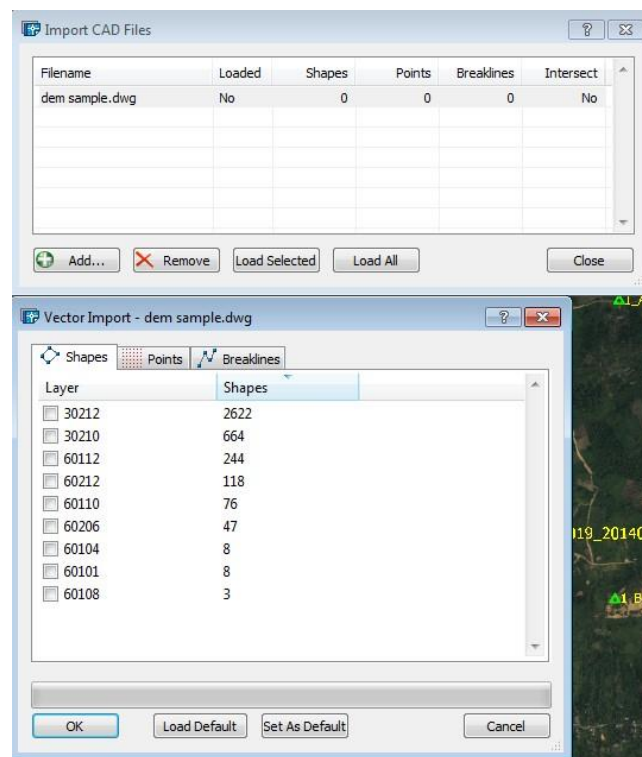 Import CAD Files
Filename Loaded Shapes Points Breaklines Intersect
dem sample.dwg No 0 0 0 No
Add... Remove Load Selected Load All Close
Vector Import - dem sample.dwg
Shapes Points Breaklines
Layer Shapes
30212 2622
30210 664
60112 244
60212 118
60110 76
60206 47
60104 8
60101 8
60108 3
OK Load Default Set As Default Cancel